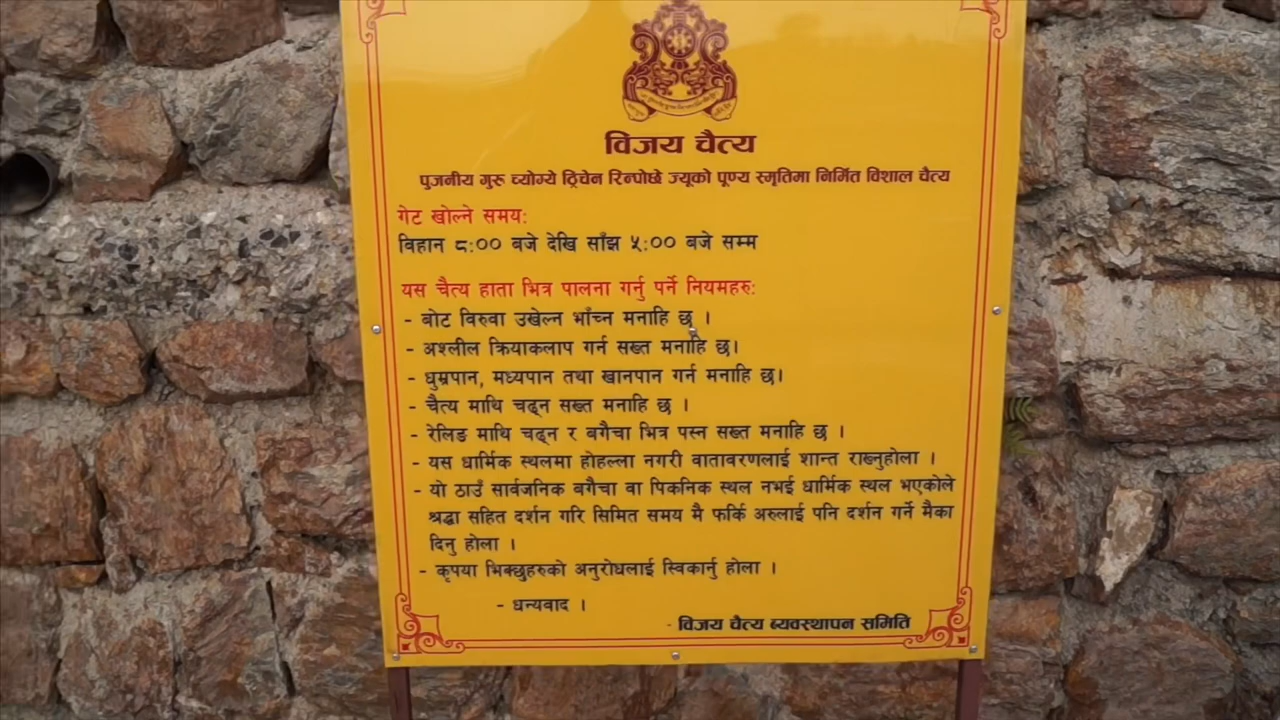 विजय चैत्य
पुजनीय गुरू च्योग्ये ट्रिचेन रिन्पोछे ज्यूको पूण्य स्मृतिमा निर्मित विशाल चैत्य
गेट खोल्ने समय:
विहान ८:०० बजे देखि साँझ ५:०० बजे सम्म
यस चैत्य हाता भित्र पालना गर्नु पर्ने नियमहरु:
- बोट विरुवा उखेल्न भाँच्न मनाहि छ ।
- अश्लील क्रियाकलाप गर्न सख्त मनाहि छ।
- धुम्रपान, मध्यपान तथा खानपान गर्न मनाहि छ।
- चैत्य माथि चढ्न सख्त मनाहि छ ।
- रेलिङ माथि चढ्न र बगैचा भित्र पस्न सख्त मनाहि छ ।
- यस धार्मिक स्थलमा होहल्ला नगरी वातावरणलाई शान्त राख्नुहोला ।
- यो ठाउँ सार्वजनिक बगैचा वा पिकनिक स्थल नभई धार्मिक स्थल भएकोले
श्रद्धा सहित दर्शन गरि सिमित समय मै फर्कि अरुलाई पनि दर्शन गर्ने मैका
दिनु होला ।
- कृपया भिक्छुहरुको अनुरोधलाई स्विकार्नु होला ।
- धन्यवाद ।
- विजय चैत्य ब्यवस्थापन समिति